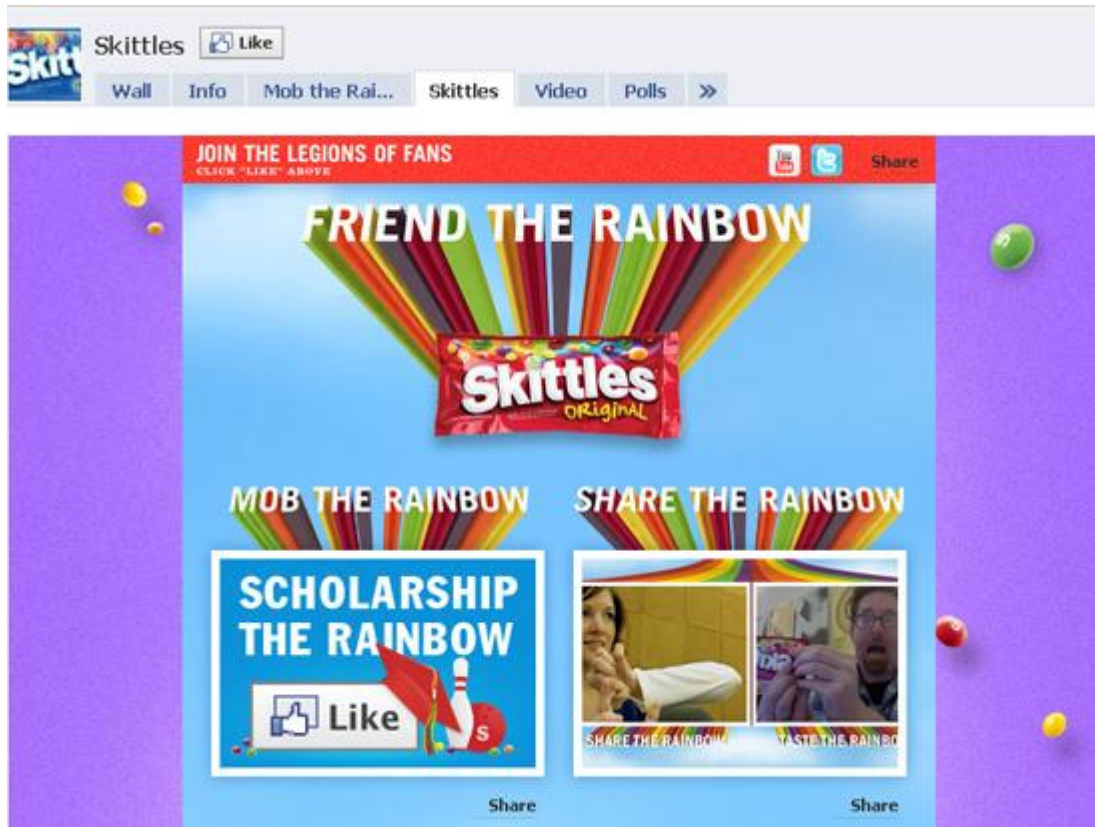 Skittles Like
Wall Info Mob the Rai... Skittles Video Polls »
JOIN THE LEGIONS OF FANS
CLICK "LIKE" ABOVE
You Tube
Share
FRIEND THE RAINBOW
Skittles
ORiginAL
MOB THE RAINBOW
SHARE THE RAINBOW
SCHOLARSHIP
THE RAINBOW
Like
S
SHARE THE RAINBOW
TASTE THE RAINBO
Share
Share